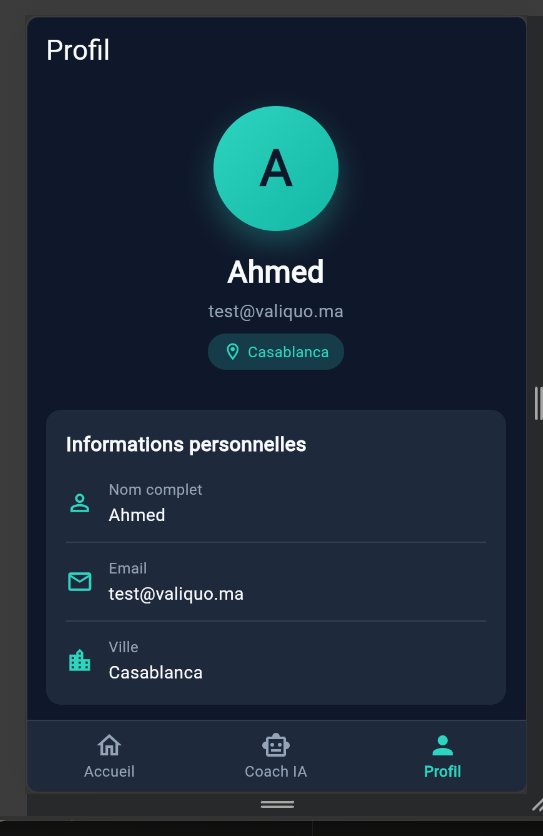 Profil
A
Ahmed
test@valiquo.ma
Casablanca
Informations personnelles
Nom complet
Ahmed
Email
test@valiquo.ma
Ville
Casablanca
Accueil
Coach IA
Profil